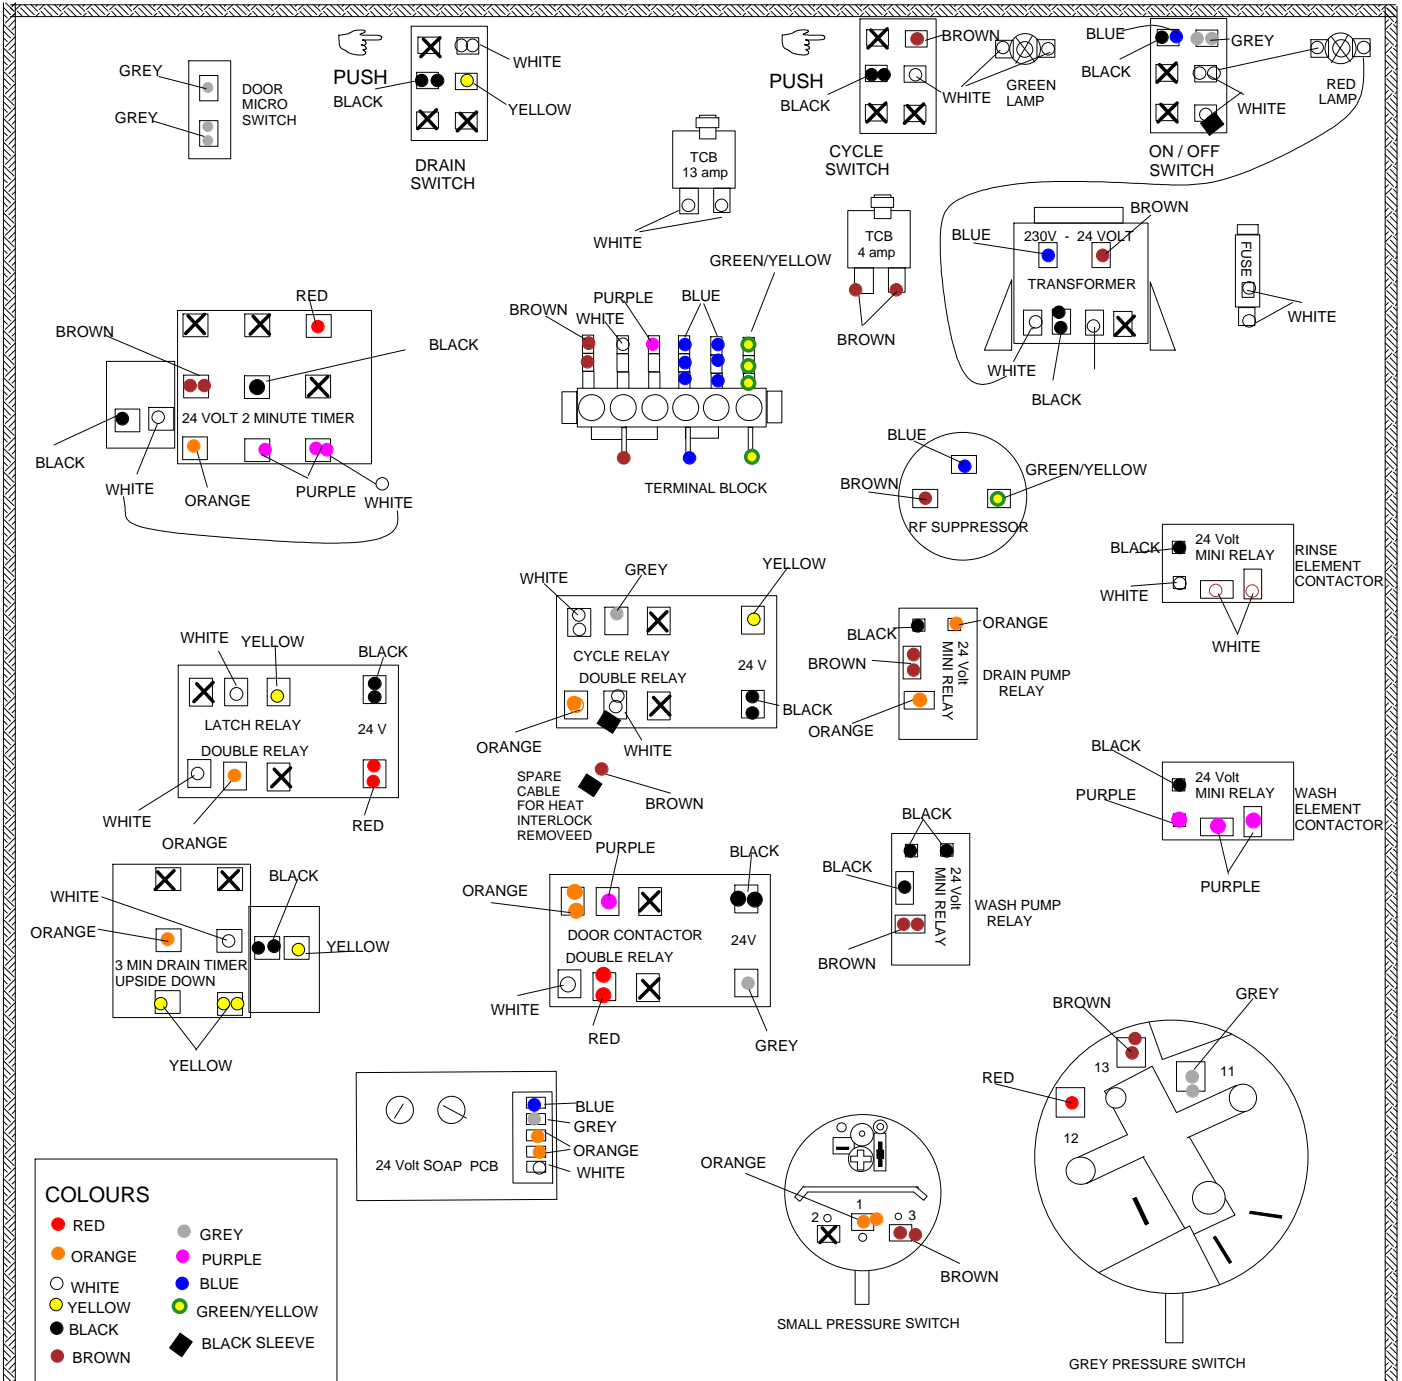 GREY
GREY
DOOR
MICRO
SWITCH
PUSH
BLACK
WHITE
YELLOW
DRAIN
SWITCH
TCB
13 amp
WHITE
PUSH
BLACK
BROWN
WHITE
GREEN
LAMP
CYCLE
SWITCH
BLUE
BLACK
GREY
WHITE
RED
LAMP
ON / OFF
SWITCH
TCB
4 amp
BROWN
BLUE
BROWN
230V - 24 VOLT
TRANSFORMER
WHITE
BLACK
FUSE
WHITE
RED
BROWN
BLACK
24 VOLT 2 MINUTE TIMER
BLACK
WHITE
ORANGE
PURPLE
WHITE
GREEN/YELLOW
PURPLE
BLUE
BROWN
WHITE
TERMINAL BLOCK
BLUE
BROWN
GREEN/YELLOW
RF SUPPRESSOR
BLACK
24 Volt
MINI RELAY
RINSE
ELEMENT
CONTACTOR
WHITE
WHITE
WHITE
YELLOW
BLACK
LATCH RELAY
24 V
DOUBLE RELAY
WHITE
ORANGE
RED
WHITE
GREY
YELLOW
CYCLE RELAY
24 V
DOUBLE RELAY
ORANGE
WHITE
BLACK
SPARE
CABLE
FOR HEAT
INTERLOCK
REMOVEED
BROWN
BLACK
ORANGE
BROWN
24 Volt
MINI RELAY
DRAIN PUMP
RELAY
ORANGE
BLACK
24 Volt
MINI RELAY
PURPLE
WASH
ELEMENT
CONTACTOR
PURPLE
WHITE
ORANGE
BLACK
YELLOW
3 MIN DRAIN TIMER
UPSIDE DOWN
YELLOW
PURPLE
BLACK
ORANGE
DOOR CONTACTOR
24V
DOUBLE RELAY
WHITE
RED
GREY
BLACK
BLACK
24 Volt
MINI RELAY
WASH PUMP
RELAY
BROWN
BLUE
GREY
ORANGE
WHITE
24 Volt SOAP PCB
ORANGE
1
2
3
BROWN
SMALL PRESSURE SWITCH
BROWN
GREY
RED
13
11
12
GREY PRESSURE SWITCH
COLOURS
RED
ORANGE
WHITE
YELLOW
BLACK
BROWN
GREY
PURPLE
BLUE
GREEN/YELLOW
BLACK SLEEVE